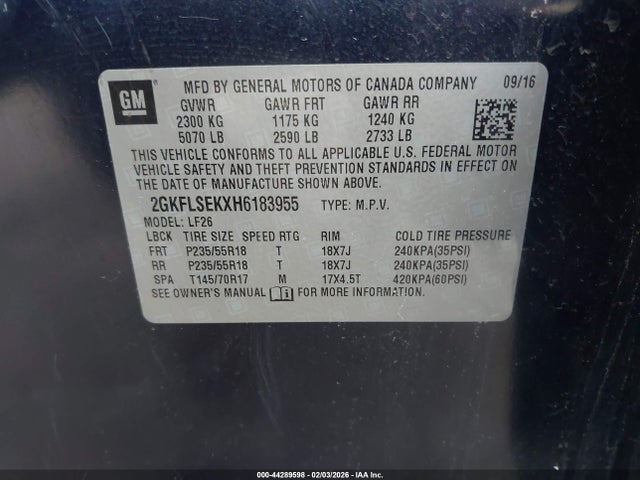 GM
MFD BY GENERAL MOTORS OF CANADA COMPANY 09/16
GVWR GAWR FRT GAWR RR
2300 KG 1175 KG 1240 KG
5070 LB 2590 LB 2733 LB
THIS VEHICLE CONFORMS TO ALL APPLICABLE U.S. FEDERAL MOTOR
VEHICLE SAFETY AND THEFT PREVENTION STANDARDS IN EFFECT ON
THE DATE OF MANUFACTURE SHOWN ABOVE.
2GKFLSEKXH6183955 TYPE: M.P.V.
MODEL: LF26
LBCK TIRE SIZE SPEED RTG RIM COLD TIRE PRESSURE
FRT P235/55R18 T 18X7J 240KPA(35PSI)
RR P235/55R18 T 18X7J 240KPA(35PSI)
SPA T145/70R17 M 17X4.5T 420KPA(60PSI)
SEE OWNER'S MANUAL FOR MORE INFORMATION.
000-44289598 - 02/03/2026 - IAA Inc.